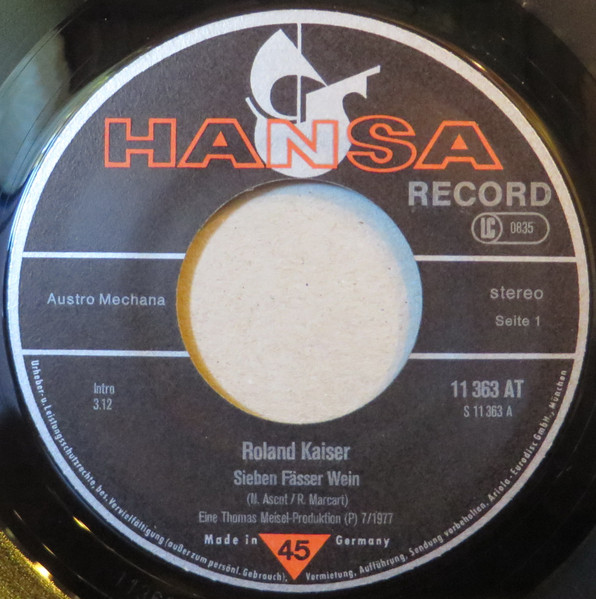 HANSA
RECORD
LC 0835
Austro Mechana
stereo
Seite 1
Intro
3.12
11 363 AT
S 11 363 A
Roland Kaiser
Sieben Fässer Wein
(N. Ascot / R. Marcart)
Eine Thomas Meisel-Produktion (P) 7/1977
Made in 45 Germany
Urheber- u. Leistungsschutzrechte, bes. Vervielfältigung (außer zum persönl. Gebrauch), Vermietung, Aufführung, Sendung vorbehalten, Ariola-Eurodisc GmbH., München